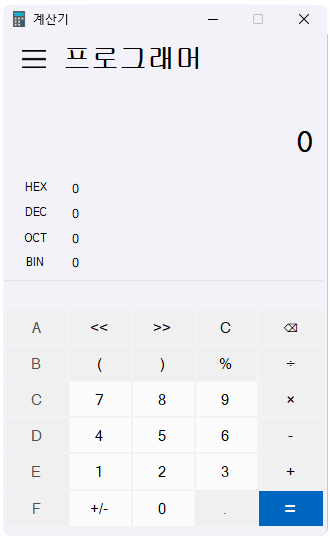 계산기
프로그래머
0
HEX 0
DEC 0
OCT 0
BIN 0
A << >> C ⌫
B ( ) % ÷
C 7 8 9 ×
D 4 5 6 -
E 1 2 3 +
F +/- 0 . =